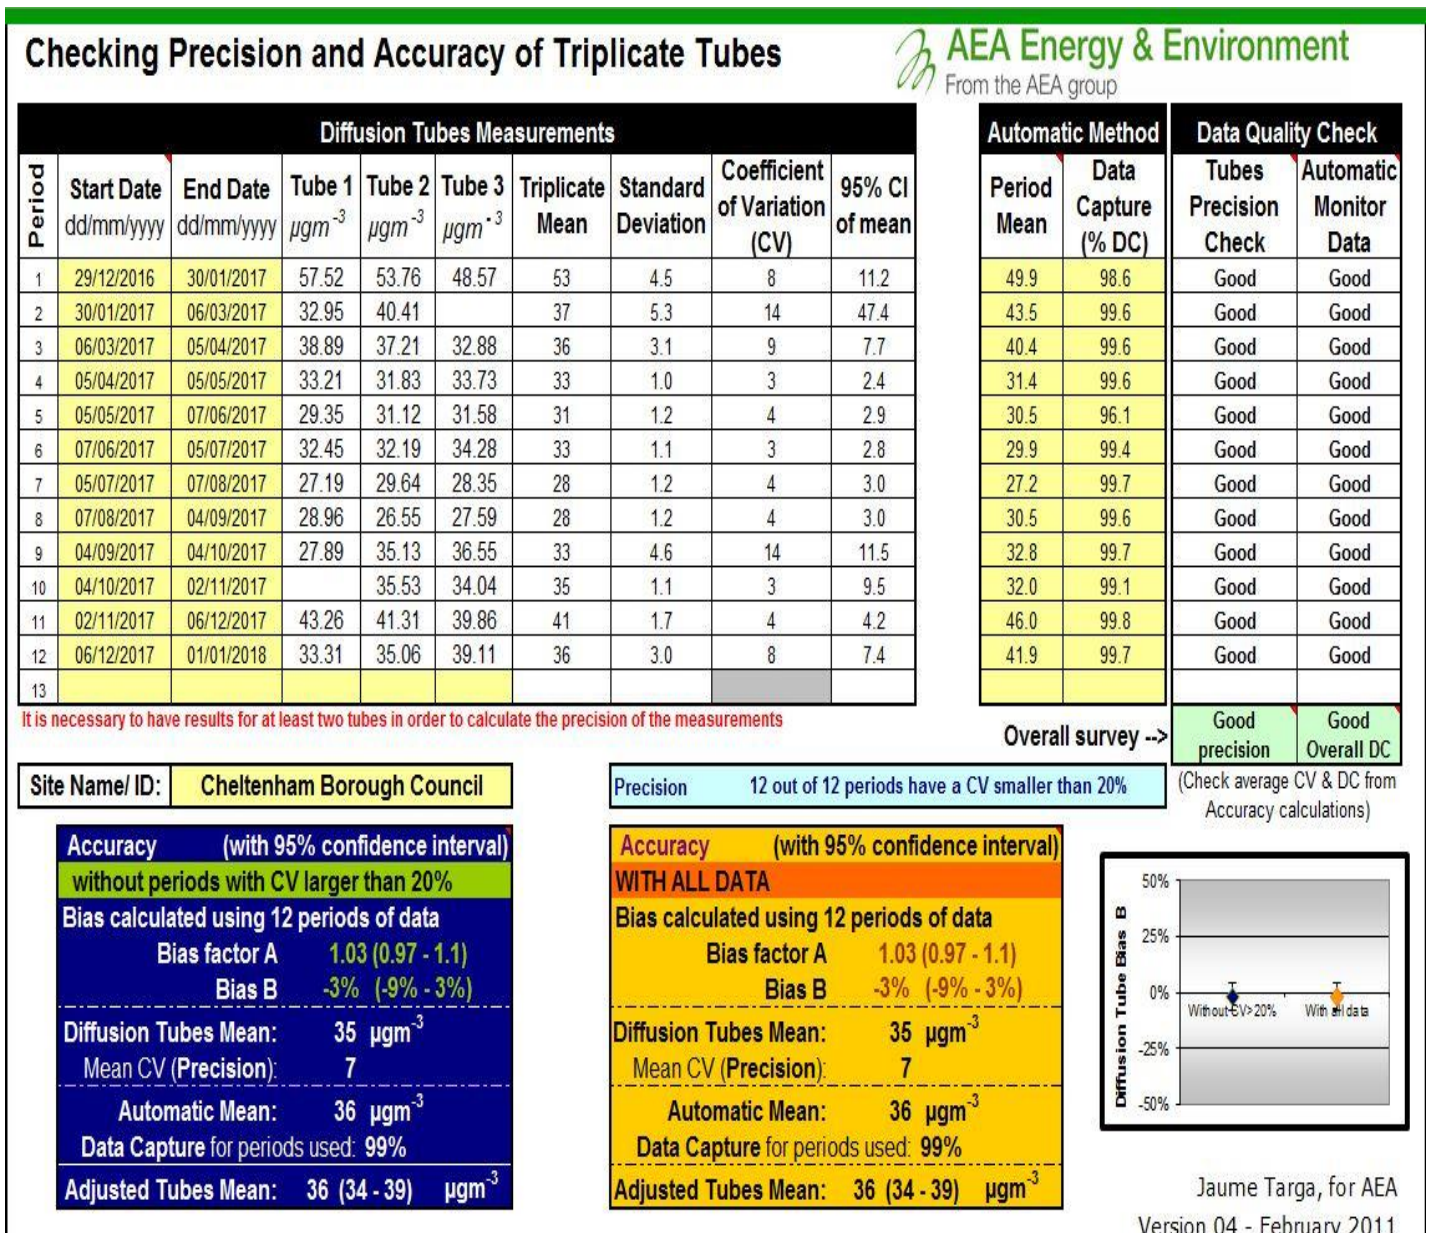 Checking Precision and Accuracy of Triplicate Tubes
AEA Energy & Environment
From the AEA group
Diffusion Tubes Measurements
Automatic Method
Data Quality Check
Period
Start Date dd/mm/yyyy
End Date dd/mm/yyyy
Tube 1 µgm-3
Tube 2 µgm-3
Tube 3 µgm-3
Triplicate Mean
Standard Deviation
Coefficient of Variation (CV)
95% CI of mean
Period Mean
Data Capture (% DC)
Tubes Precision Check
Automatic Monitor Data
1 29/12/2016 30/01/2017 57.52 53.76 48.57 53 4.5 8 11.2 49.9 98.6 Good Good
2 30/01/2017 06/03/2017 32.95 40.41 37 5.3 14 47.4 43.5 99.6 Good Good
3 06/03/2017 05/04/2017 38.89 37.21 32.88 36 3.1 9 7.7 40.4 99.6 Good Good
4 05/04/2017 05/05/2017 33.21 31.83 33.73 33 1.0 3 2.4 31.4 99.6 Good Good
5 05/05/2017 07/06/2017 29.35 31.12 31.58 31 1.2 4 2.9 30.5 96.1 Good Good
6 07/06/2017 05/07/2017 32.45 32.19 34.28 33 1.1 3 2.8 29.9 99.4 Good Good
7 05/07/2017 07/08/2017 27.19 29.64 28.35 28 1.2 4 3.0 27.2 99.7 Good Good
8 07/08/2017 04/09/2017 28.96 26.55 27.59 28 1.2 4 3.0 30.5 99.6 Good Good
9 04/09/2017 04/10/2017 27.89 35.13 36.55 33 4.6 14 11.5 32.8 99.7 Good Good
10 04/10/2017 02/11/2017 35.53 34.04 35 1.1 3 9.5 32.0 99.1 Good Good
11 02/11/2017 06/12/2017 43.26 41.31 39.86 41 1.7 4 4.2 46.0 99.8 Good Good
12 06/12/2017 01/01/2018 33.31 35.06 39.11 36 3.0 8 7.4 41.9 99.7 Good Good
13
It is necessary to have results for at least two tubes in order to calculate the precision of the measurements
Overall survey --> Good precision Good Overall DC
(Check average CV & DC from
Accuracy calculations)
Site Name/ ID: Cheltenham Borough Council
Precision 12 out of 12 periods have a CV smaller than 20%
Accuracy (with 95% confidence interval)
without periods with CV larger than 20%
Bias calculated using 12 periods of data
Bias factor A 1.03 (0.97 - 1.1)
Bias B -3% (-9% - 3%)
Diffusion Tubes Mean: 35 µgm-3
Mean CV (Precision): 7
Automatic Mean: 36 µgm-3
Data Capture for periods used: 99%
Adjusted Tubes Mean: 36 (34 - 39) µgm-3
Accuracy (with 95% confidence interval)
WITH ALL DATA
Bias calculated using 12 periods of data
Bias factor A 1.03 (0.97 - 1.1)
Bias B -3% (-9% - 3%)
Diffusion Tubes Mean: 35 µgm-3
Mean CV (Precision): 7
Automatic Mean: 36 µgm-3
Data Capture for periods used: 99%
Adjusted Tubes Mean: 36 (34 - 39) µgm-3
Diffusion Tube Bias B
50%
25%
0%
-25%
-50%
Without CV>20%
With all data
Jaume Targa, for AEA
Version 04 - February 2011